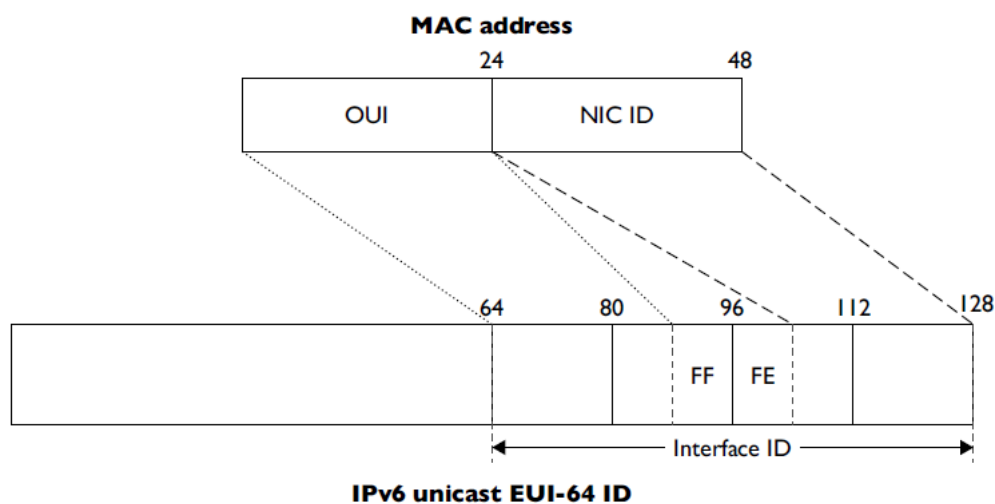 MAC address
24 48
OUI NIC ID
64 80 96 112 128
FF FE
Interface ID
IPv6 unicast EUI-64 ID